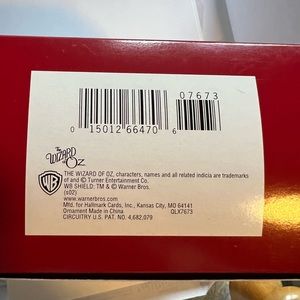 07673
0 15012 66470 6
The
WIZARD
OF
OZ
THE WIZARD OF OZ, characters, names and all related indicia are trademarks
of and © Turner Entertainment Co.
WB SHIELD: TM & © Warner Bros.
(s02)
WB
www.warnerbros.com
Mfd. for Hallmark Cards, Inc., Kansas City, MO 64141
Ornament Made in China QLX7673
CIRCUITRY U.S. PAT. NO. 4,682,079